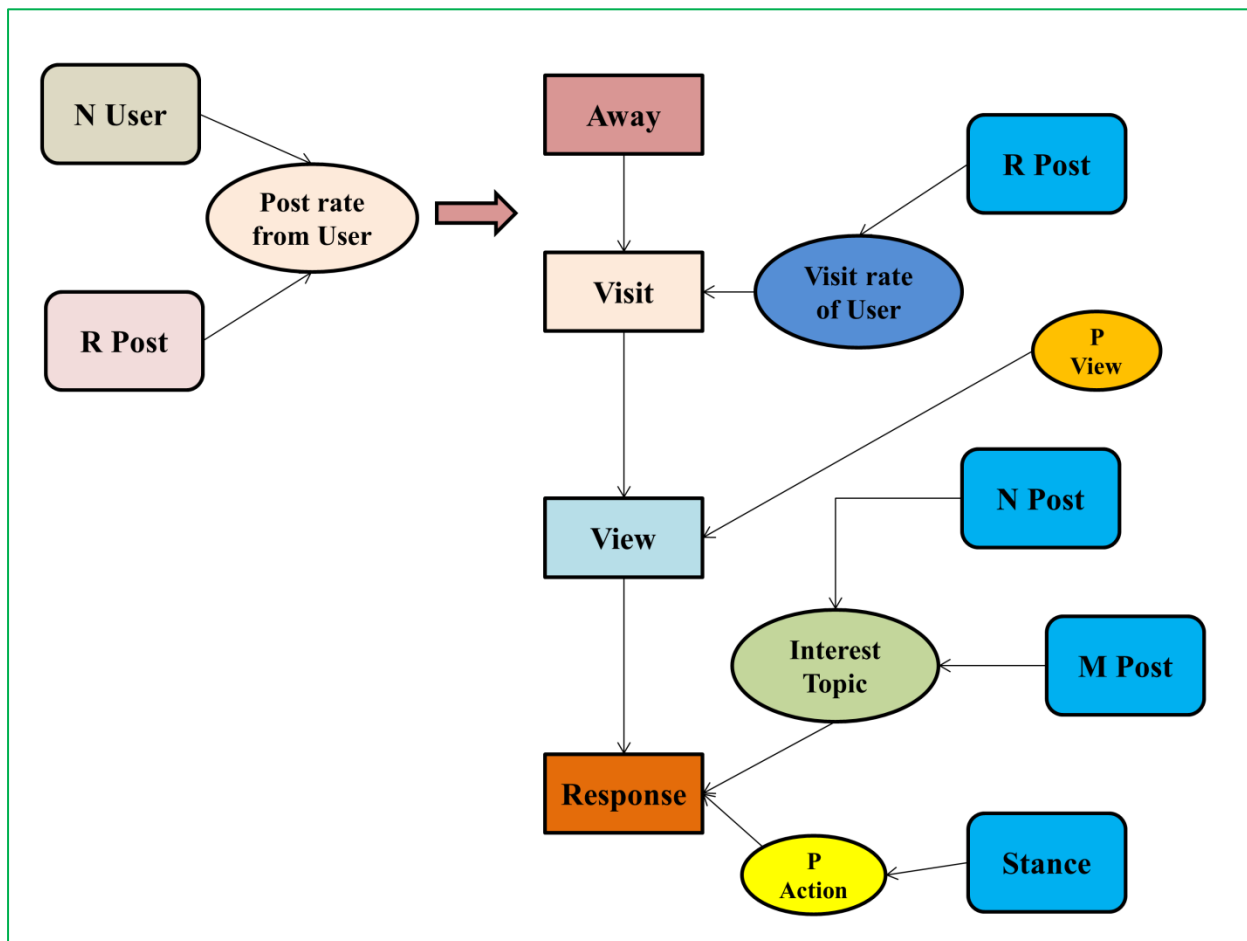 N User
Away
R Post
Post rate
from User
Visit
Visit rate
of User
R Post
P
View
N Post
View
Interest
Topic
M Post
Response
P
Action
Stance